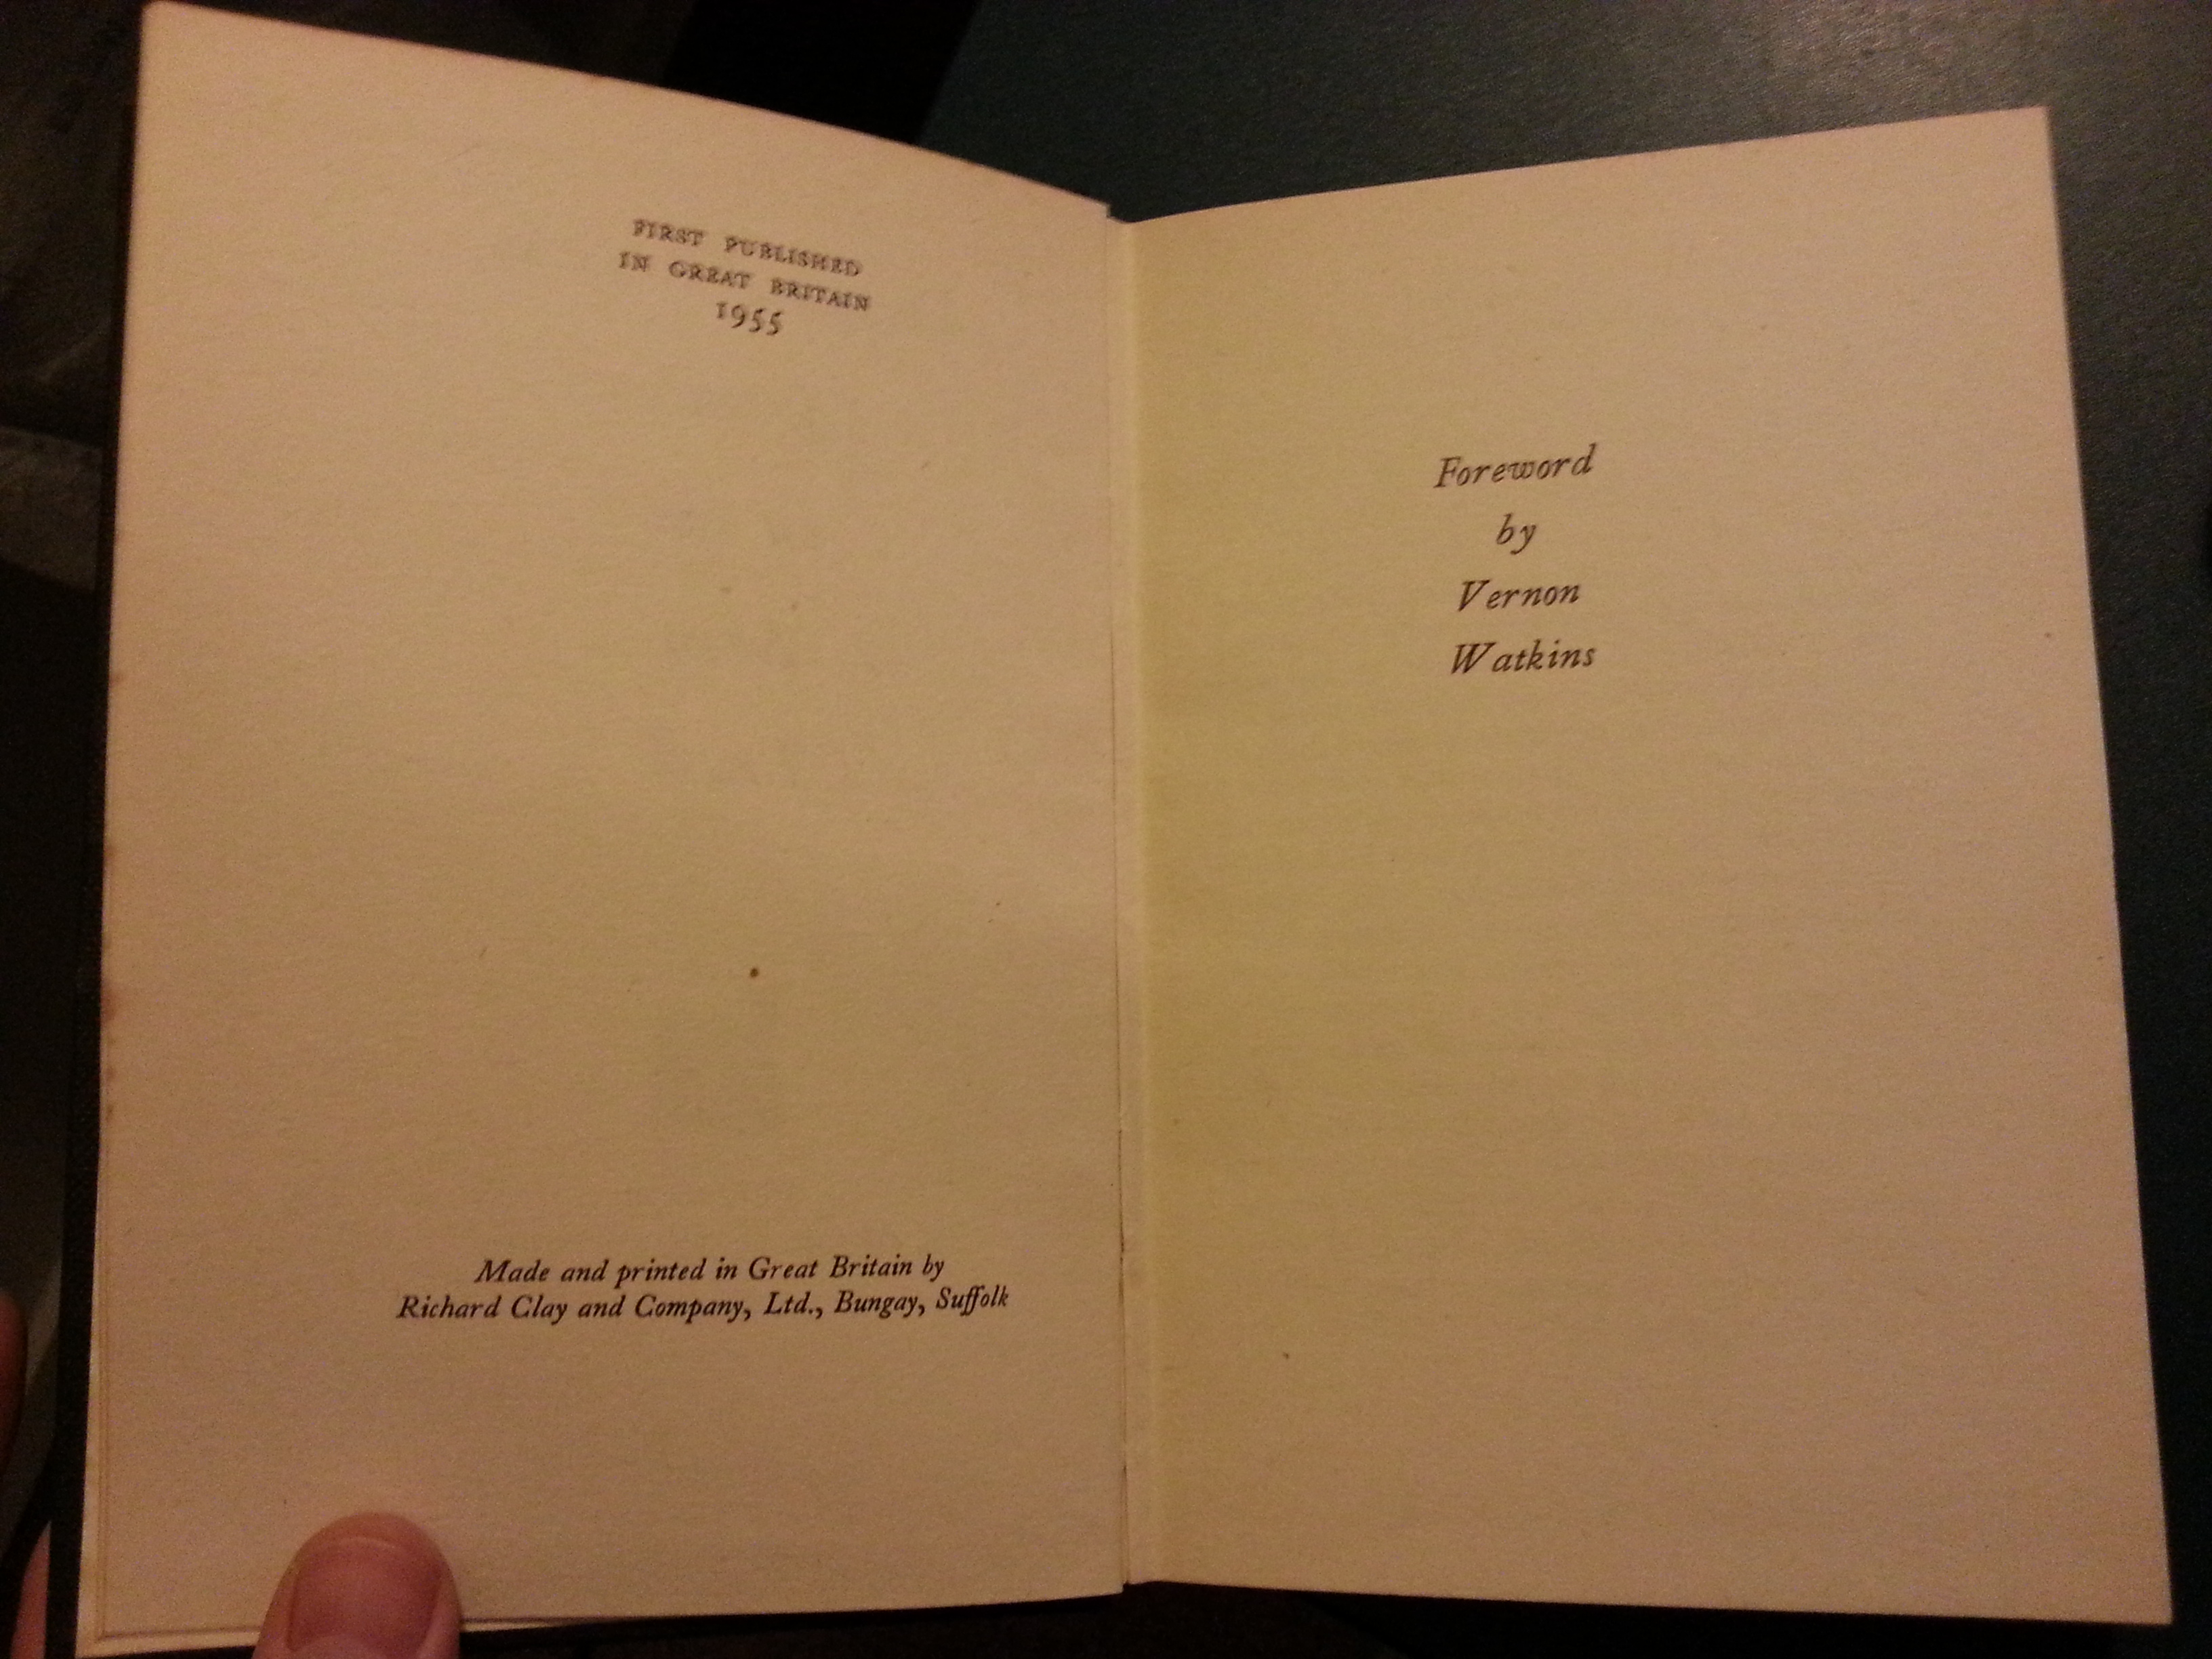 FIRST PUBLISHED
IN GREAT BRITAIN
1955
Made and printed in Great Britain by
Richard Clay and Company, Ltd., Bungay, Suffolk
Foreword
by
Vernon
Watkins